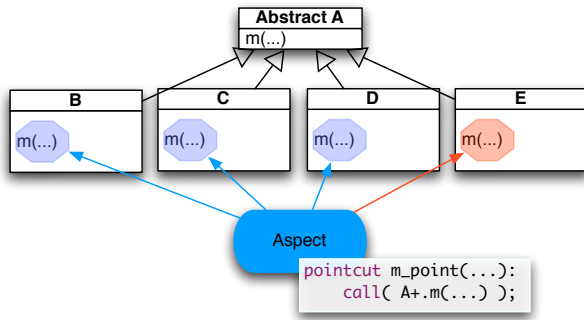 Abstract A
m(...)
B
C
D
E
m(...)
m(...)
m(...)
m(...)
Aspect
pointcut m_point(...):
    call( A+.m(...) );